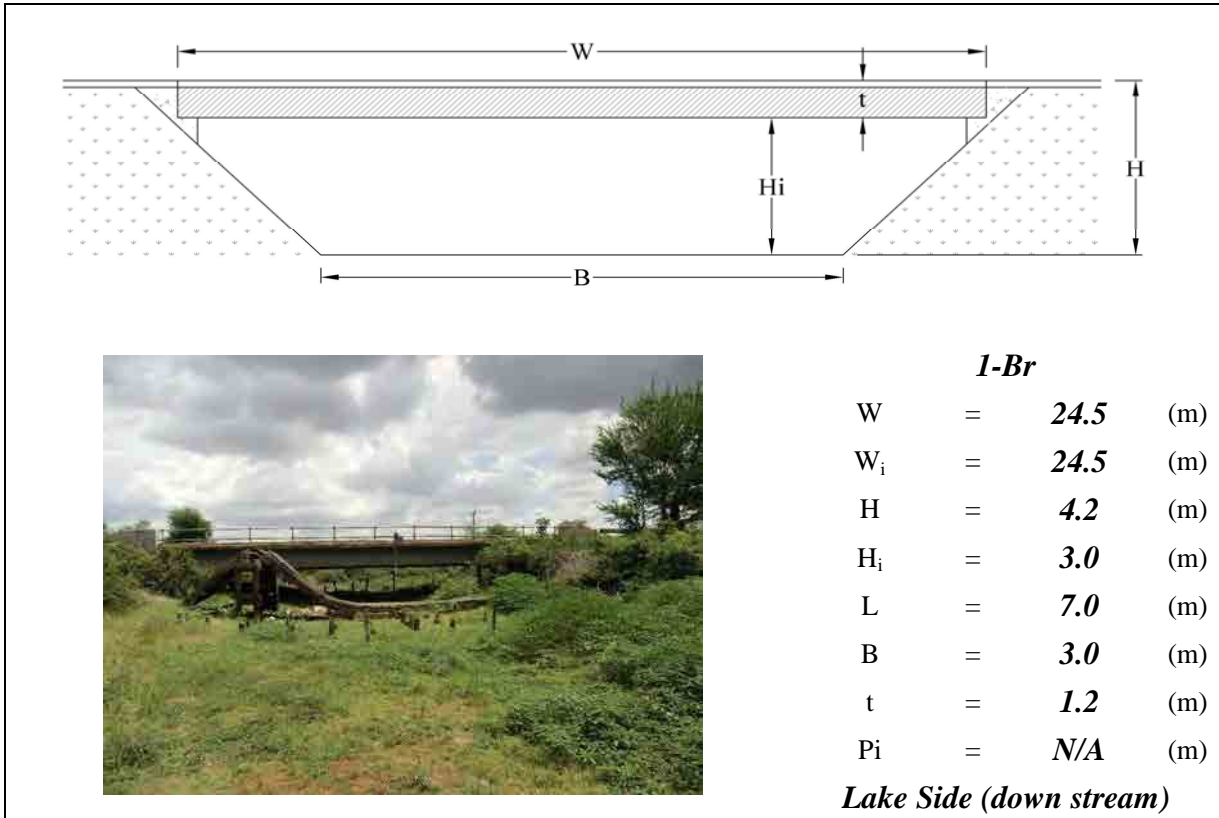 W
t
Hi
H
B
1-Br
W = 24.5 (m)
Wi = 24.5 (m)
H = 4.2 (m)
Hi = 3.0 (m)
L = 7.0 (m)
B = 3.0 (m)
t = 1.2 (m)
Pi = N/A (m)
Lake Side (down stream)